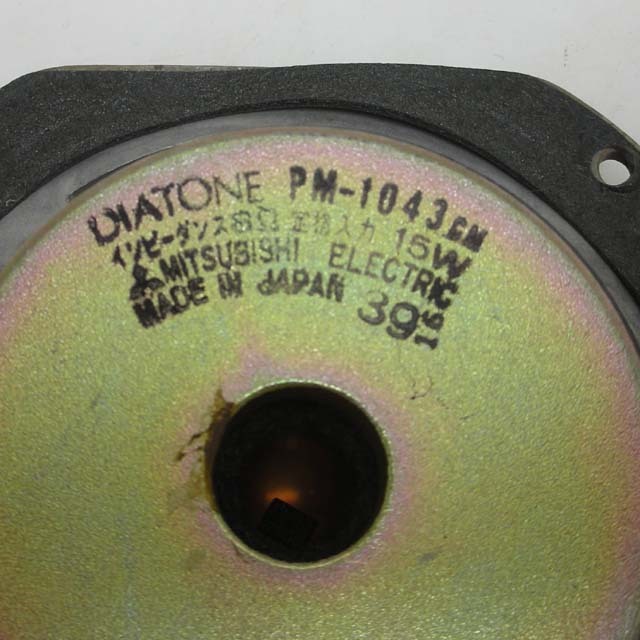 DIATONE PM-1043CM
インピーダンス8Ω 定格入力 15W
MITSUBISHI ELECTRIC
MADE IN JAPAN 39